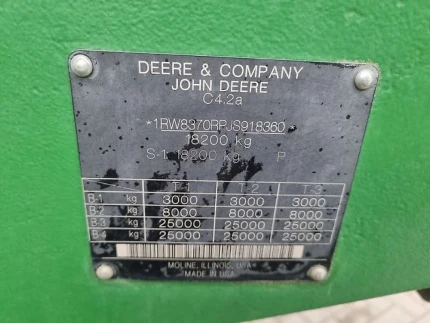 DEERE & COMPANY
JOHN DEERE
C4.2a
*1RW8370RPJS918360*
18200 kg
S-1: 18200 kg P
T-1 T-2 T-3
B-1 kg 3000 3000 3000
B-2 kg 8000 8000 8000
B-3 kg 25000 25000 25000
B-4 kg 25000 25000 25000
MOLINE, ILLINOIS, USA
MADE IN USA